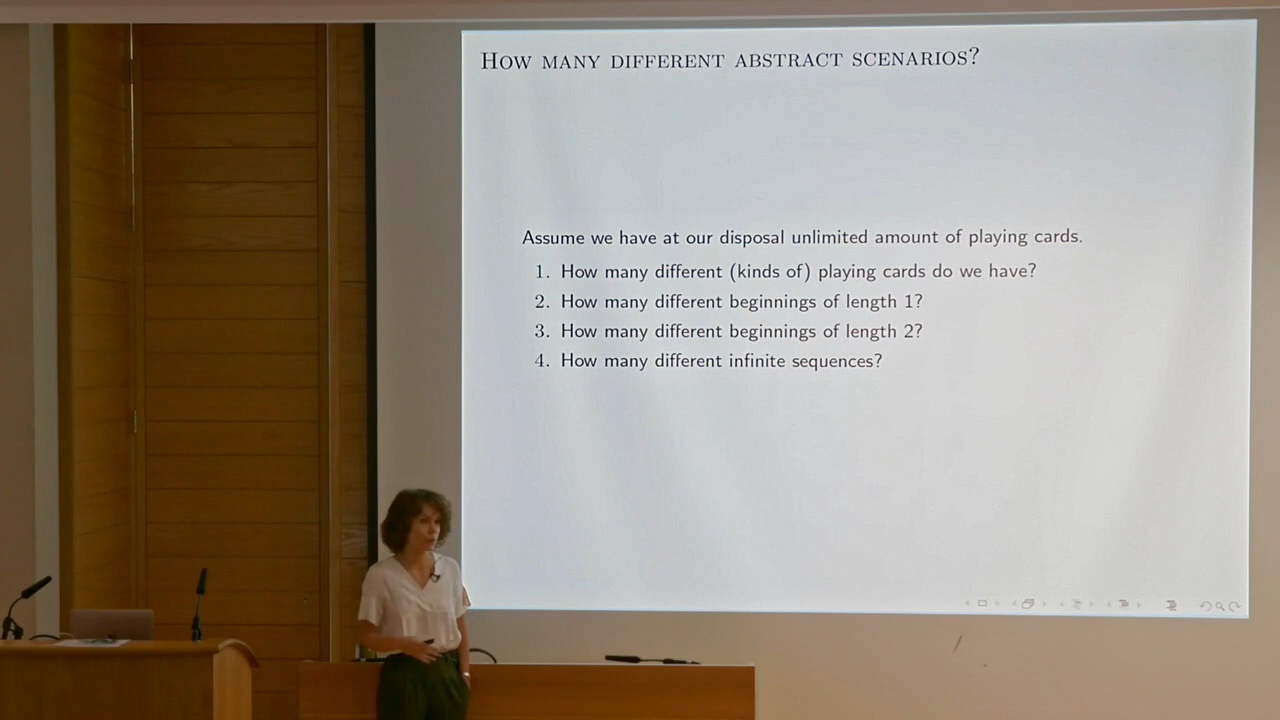 How many different abstract scenarios?
Assume we have at our disposal unlimited amount of playing cards.
1. How many different (kinds of) playing cards do we have?
2. How many different beginnings of length 1?
3. How many different beginnings of length 2?
4. How many different infinite sequences?